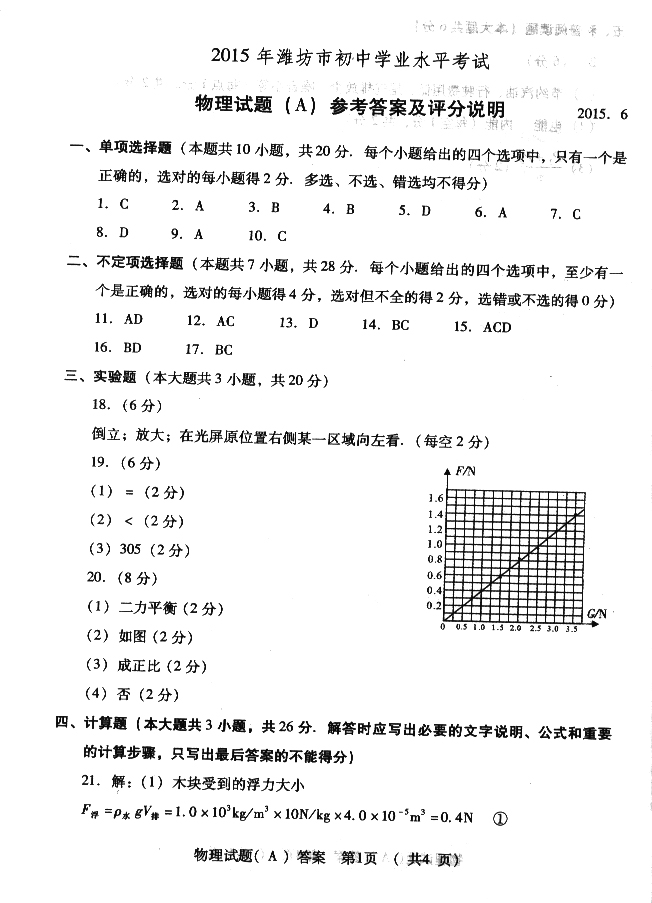 2015年潍坊市初中学业水平考试
物理试题（A）参考答案及评分说明 2015．6
一、单项选择题（本题共10小题，共20分．每个小题给出的四个选项中，只有一个是
正确的，选对的每小题得2分．多选、不选、错选均不得分）
1．C 2．A 3．B 4．B 5．D 6．A 7．C
8．D 9．A 10．C
二、不定项选择题（本题共7小题，共28分．每个小题给出的四个选项中，至少有一
个是正确的，选对的每小题得4分，选对但不全的得2分，选错或不选的得0分）
11．AD 12．AC 13．D 14．BC 15．ACD
16．BD 17．BC
三、实验题（本大题共3小题，共20分）
18．（6分）
倒立；放大；在光屏原位置右侧某一区域向左看．（每空2分）
19．（6分）
（1）=（2分）
（2）<（2分）
（3）305（2分）
20．（8分）
（1）二力平衡（2分）
（2）如图（2分）
（3）成正比（2分）
（4）否（2分）
F/N
1.6
1.4
1.2
1.0
0.8
0.6
0.4
0.2
G/N
0 0.5 1.0 1.5 2.0 2.5 3.0 3.5
四、计算题（本大题共3小题，共26分．解答时应写出必要的文字说明、公式和重要
的计算步骤，只写出最后答案的不能得分）
21．解：（1）木块受到的浮力大小
F浮=ρ水gV排=1.0×10³kg/m³×10N/kg×4.0×10⁻⁵m³=0.4N ①
物理试题（A）答案 第1页 （共4页）